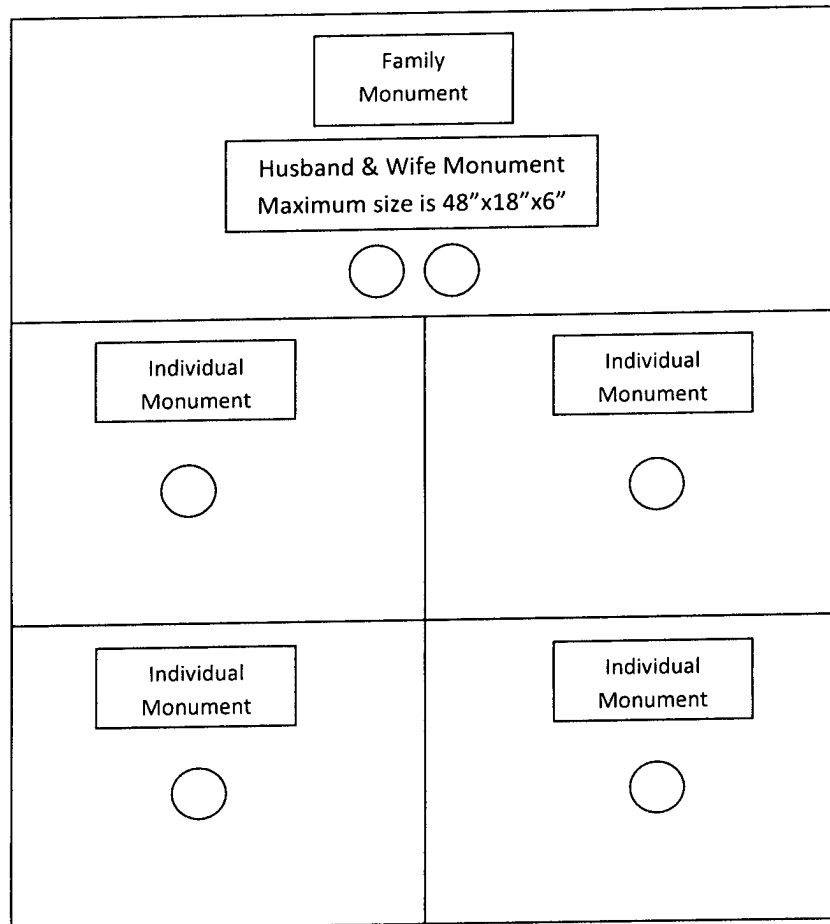 Family
Monument
Husband & Wife Monument
Maximum size is 48”x18”x6”
Individual
Monument
Individual
Monument
Individual
Monument
Individual
Monument